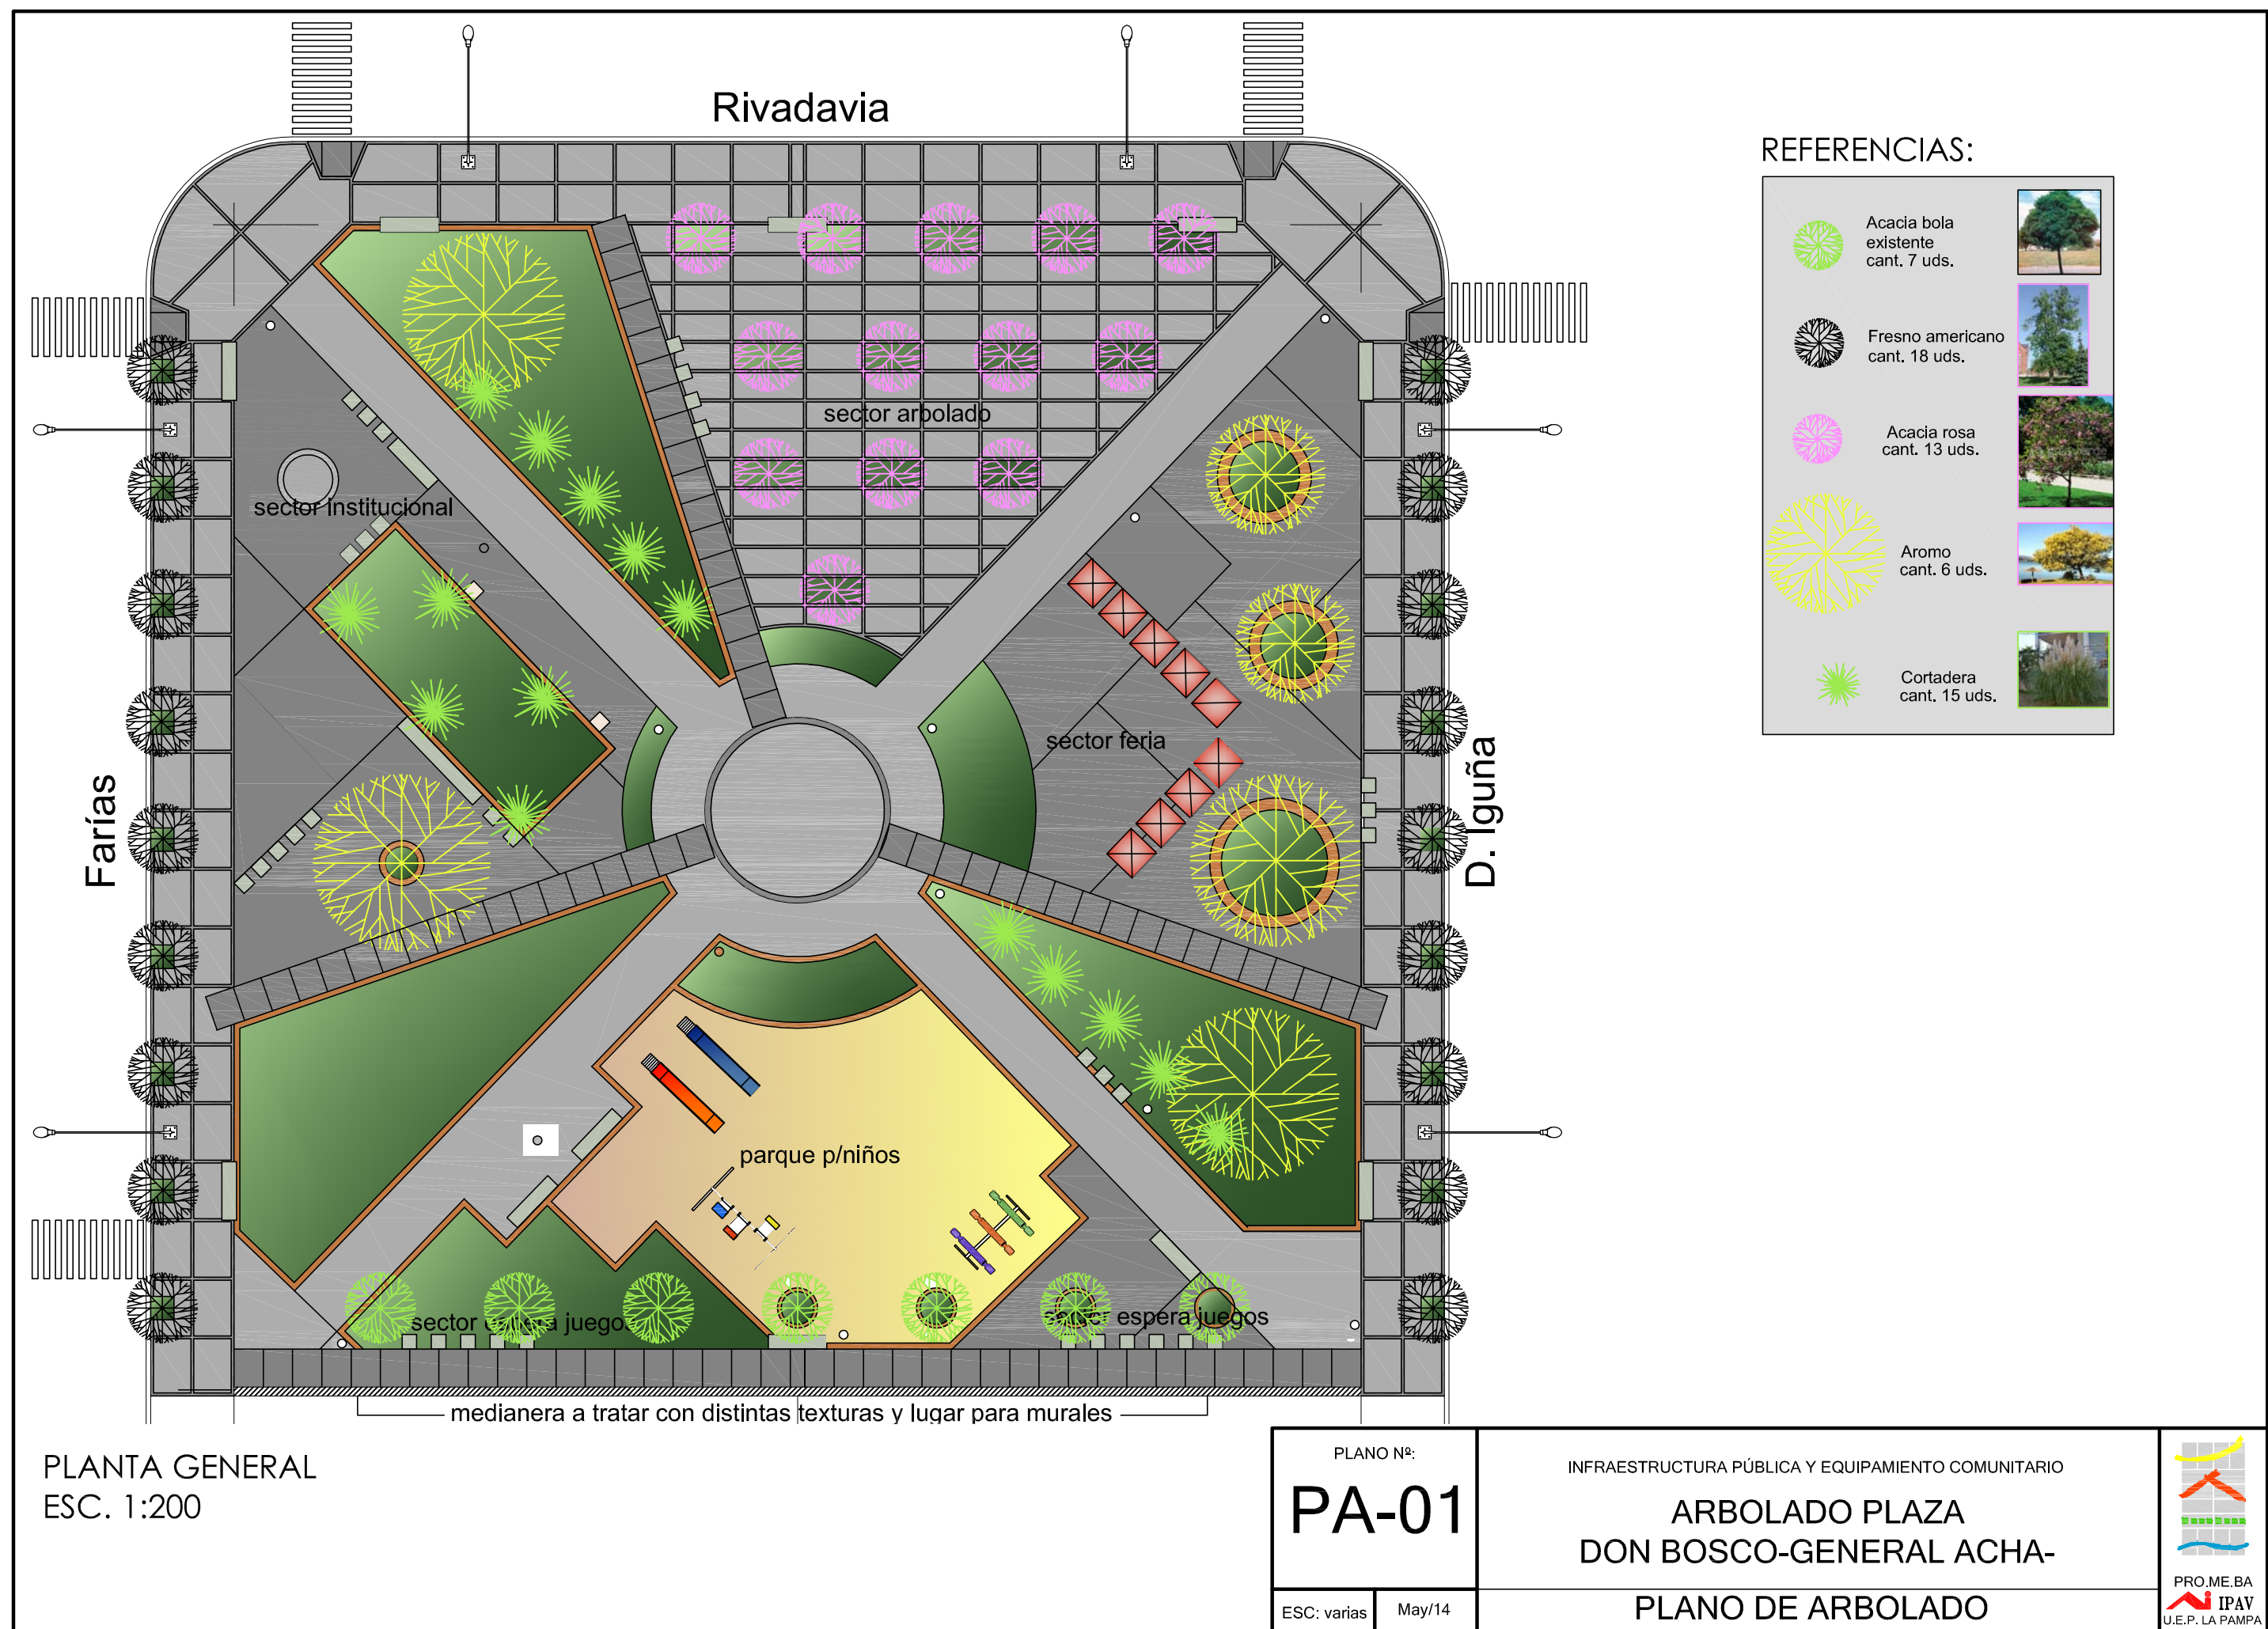 Rivadavia
REFERENCIAS:
Acacia bola
existente
cant. 7 uds.
Fresno americano
cant. 18 uds.
Acacia rosa
cant. 13 uds.
Aromo
cant. 6 uds.
Cortadera
cant. 15 uds.
sector arbolado
sector institucional
sector feria
Farías
D. Iguña
parque p/niños
sector espera juegos
sector espera juegos
medianera a tratar con distintas texturas y lugar para murales
PLANTA GENERAL
ESC. 1:200
PLANO Nº:
PA-01
ESC: varias
May/14
INFRAESTRUCTURA PÚBLICA Y EQUIPAMIENTO COMUNITARIO
ARBOLADO PLAZA
DON BOSCO-GENERAL ACHA-
PLANO DE ARBOLADO
PRO.ME.BA
IPAV
U.E.P. LA PAMPA